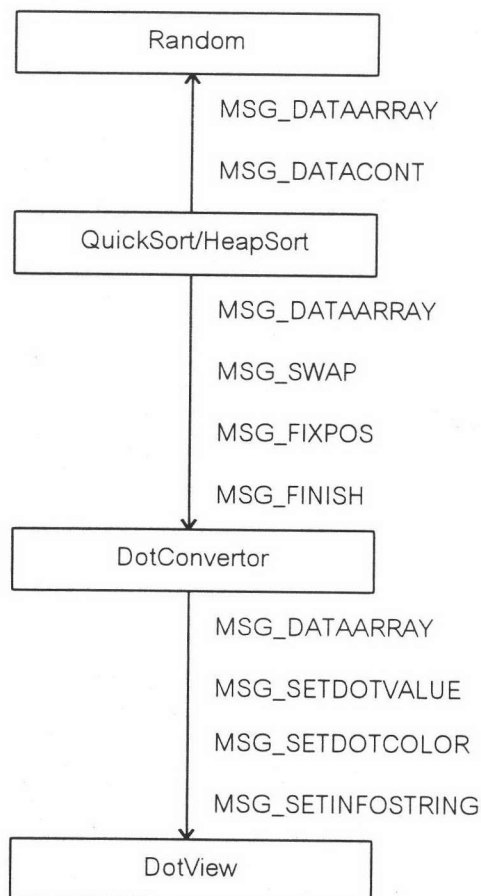 Random
MSG_DATAARRAY
MSG_DATACONT
QuickSort/HeapSort
MSG_DATAARRAY
MSG_SWAP
MSG_FIXPOS
MSG_FINISH
DotConvertor
MSG_DATAARRAY
MSG_SETDOTVALUE
MSG_SETDOTCOLOR
MSG_SETINFOSTRING
DotView